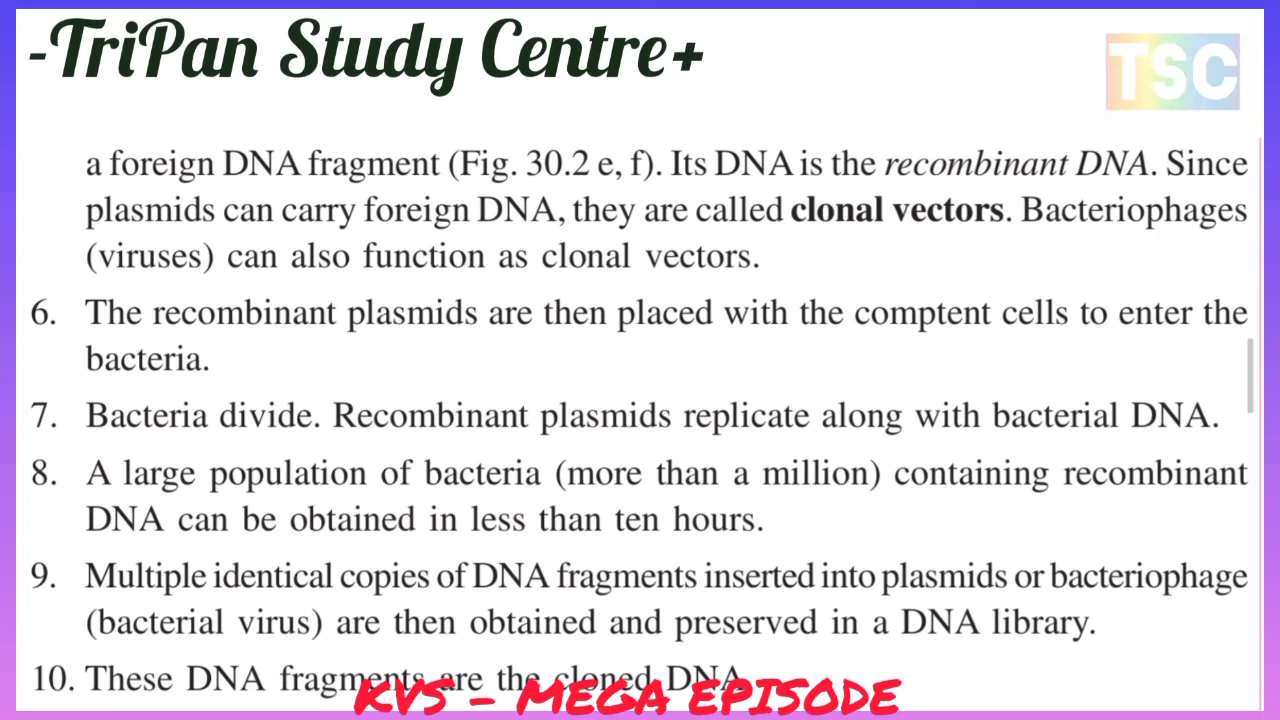 -TriPan Study Centre+
TSC
a foreign DNA fragment (Fig. 30.2 e, f). Its DNA is the recombinant DNA. Since
plasmids can carry foreign DNA, they are called clonal vectors. Bacteriophages
(viruses) can also function as clonal vectors.
6. The recombinant plasmids are then placed with the comptent cells to enter the
bacteria.
7. Bacteria divide. Recombinant plasmids replicate along with bacterial DNA.
8. A large population of bacteria (more than a million) containing recombinant
DNA can be obtained in less than ten hours.
9. Multiple identical copies of DNA fragments inserted into plasmids or bacteriophage
(bacterial virus) are then obtained and preserved in a DNA library.
10. These DNA fragments are the cloned DNA
KVS - MEGA EPISODE